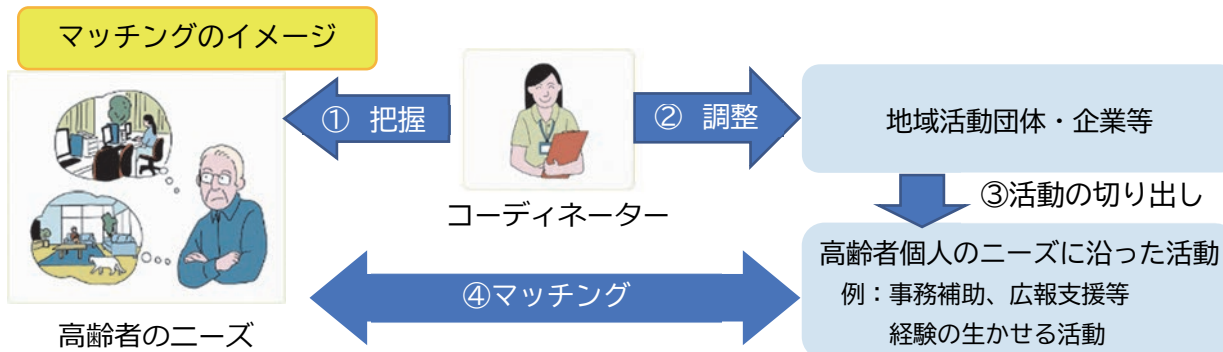 マッチングのイメージ
① 把握
② 調整
地域活動団体・企業等
コーディネーター
③活動の切り出し
高齢者個人のニーズに沿った活動
例：事務補助、広報支援等
経験の生かせる活動
④マッチング
高齢者のニーズ